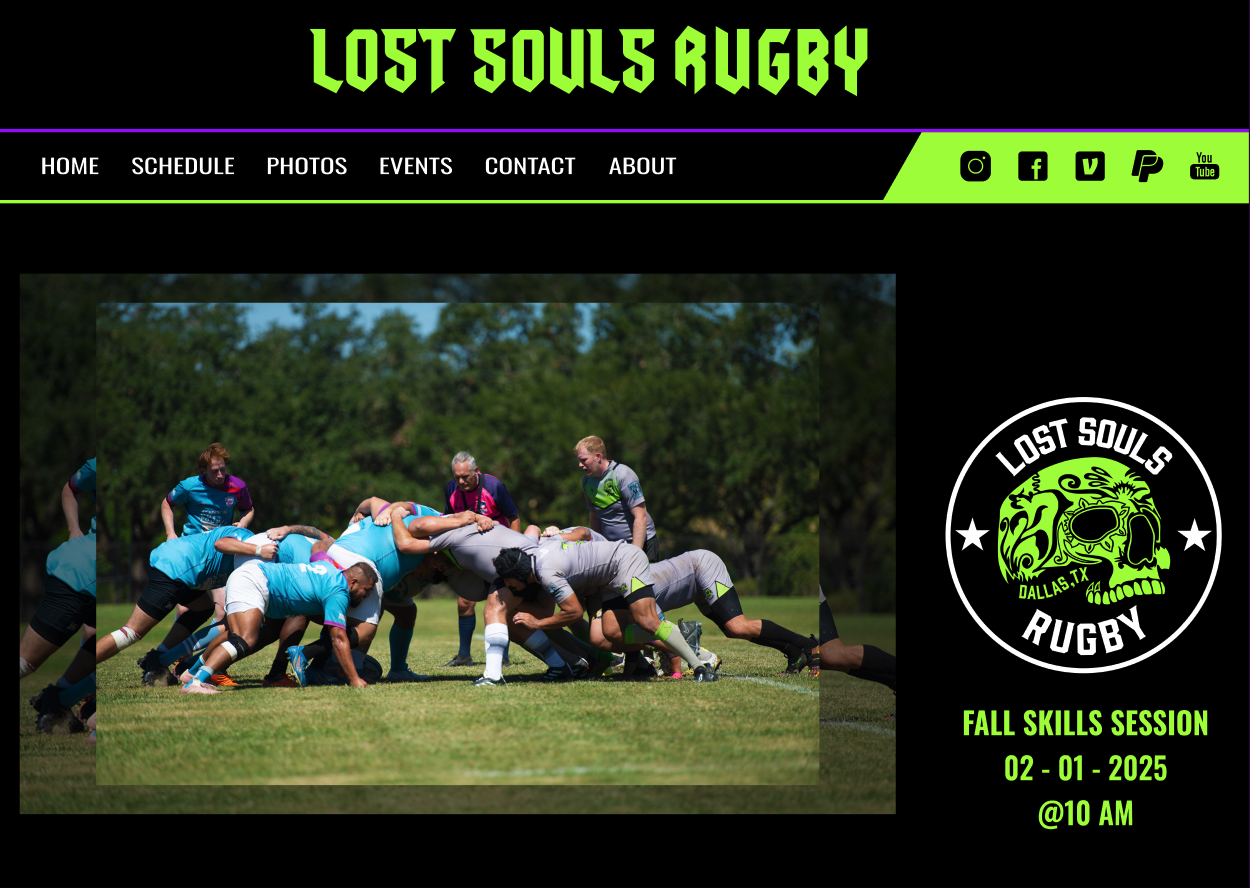 LOST SOULS RUGBY
HOME SCHEDULE PHOTOS EVENTS CONTACT ABOUT
You
Tube
LOST SOULS
DALLAS, TX
RUGBY
FALL SKILLS SESSION
02 - 01 - 2025
@10 AM